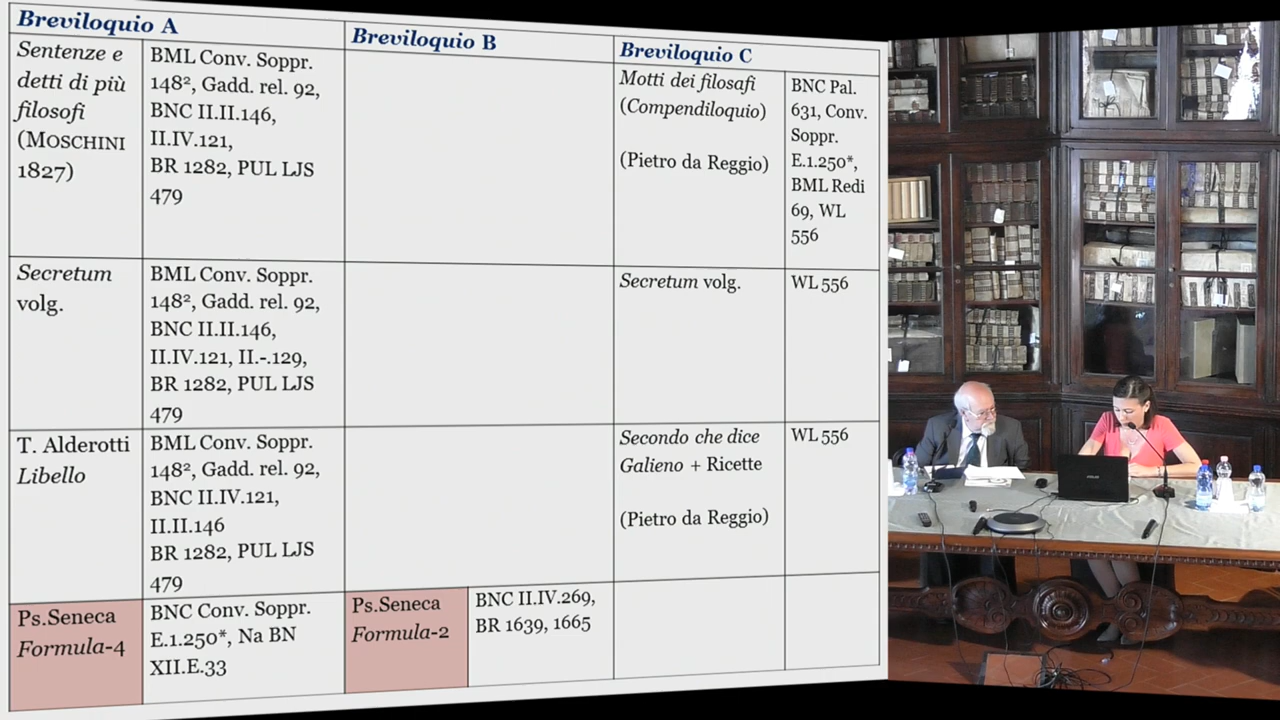 Breviloquio A
Breviloquio B
Breviloquio C
Sentenze e
detti di più
filosofi
(MOSCHINI
1827)
BML Conv. Soppr.
148², Gadd. rel. 92,
BNC II.II.146,
II.IV.121,
BR 1282, PUL LJS
479
Motti dei filosafi
(Compendiloquio)
(Pietro da Reggio)
BNC Pal.
631, Conv.
Soppr.
E.1.250*,
BML Redi
69, WL
556
Secretum
volg.
BML Conv. Soppr.
148², Gadd. rel. 92,
BNC II.II.146,
II.IV.121, II.-.129,
BR 1282, PUL LJS
479
Secretum volg.
WL 556
T. Alderotti
Libello
BML Conv. Soppr.
148², Gadd. rel. 92,
BNC II.IV.121,
II.II.146
BR 1282, PUL LJS
479
Secondo che dice
Galieno + Ricette
(Pietro da Reggio)
WL 556
Ps.Seneca
Formula-4
BNC Conv. Soppr.
E.1.250*, Na BN
XII.E.33
Ps.Seneca
Formula-2
BNC II.IV.269,
BR 1639, 1665
ASUS